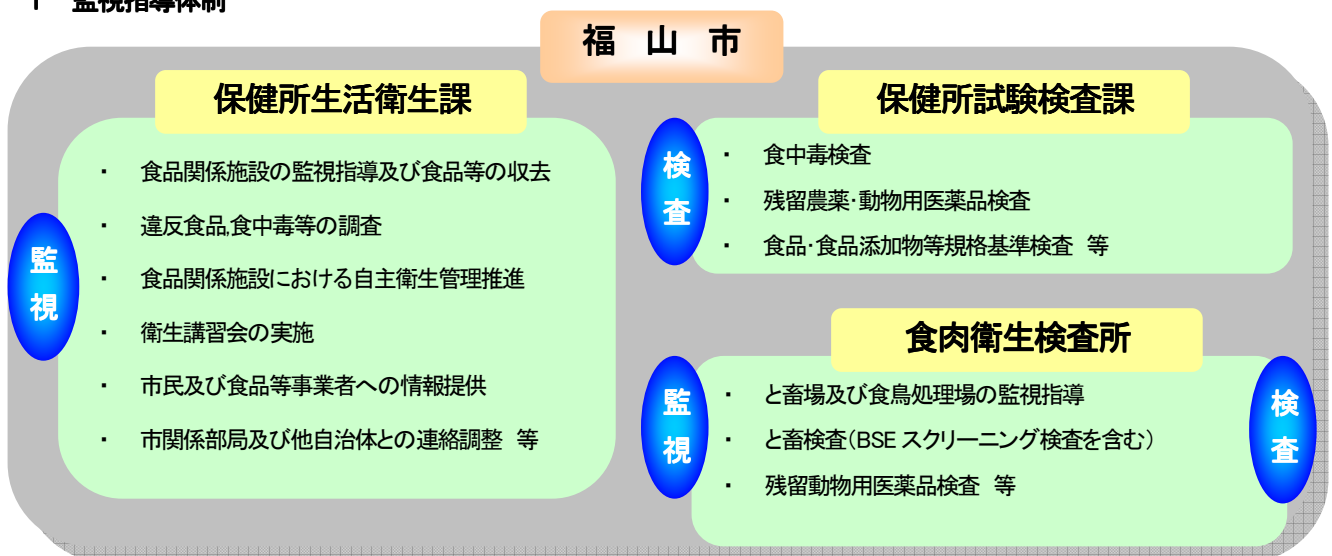 1 監視指導体制
福 山 市
保健所生活衛生課
監視
・ 食品関係施設の監視指導及び食品等の収去
・ 違反食品,食中毒等の調査
・ 食品関係施設における自主衛生管理推進
・ 衛生講習会の実施
・ 市民及び食品等事業者への情報提供
・ 市関係部局及び他自治体との連絡調整 等
保健所試験検査課
検査
・ 食中毒検査
・ 残留農薬・動物用医薬品検査
・ 食品・食品添加物等規格基準検査 等
食肉衛生検査所
監視
・ と畜場及び食鳥処理場の監視指導
・ と畜検査(BSE スクリーニング検査を含む)
・ 残留動物用医薬品検査 等
検査